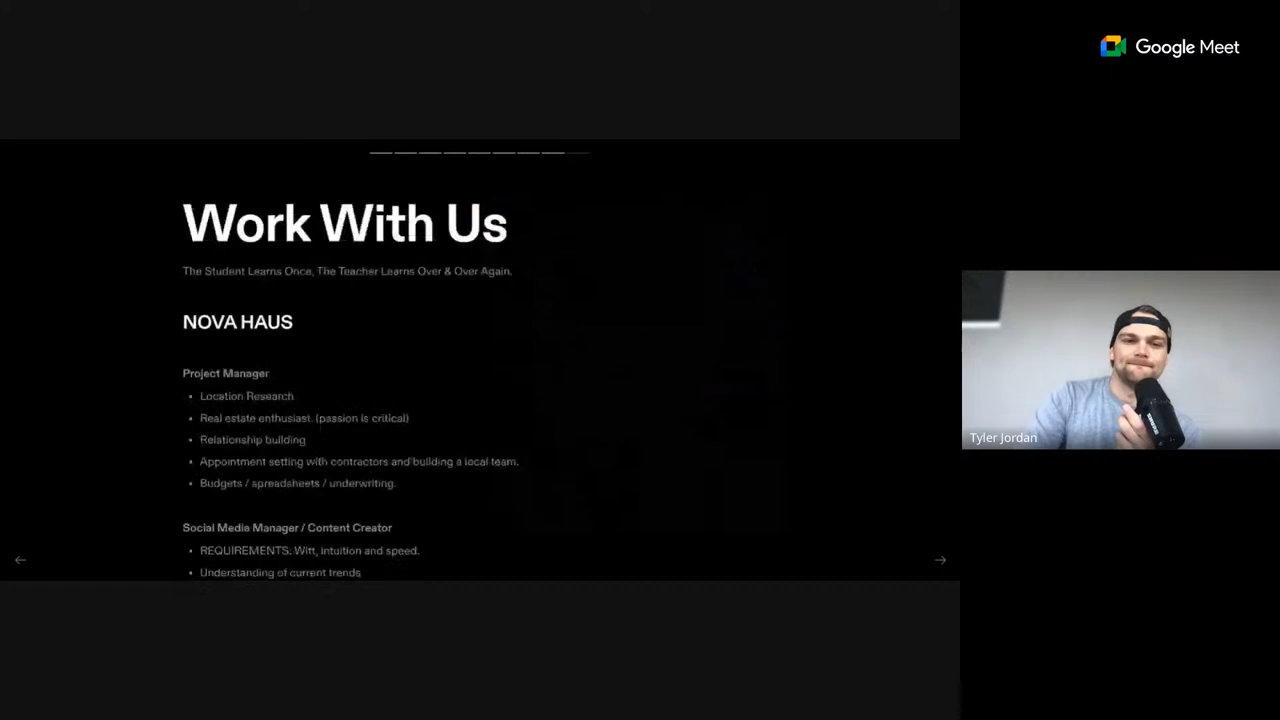 Google Meet
Work With Us
The Student Learns Once, The Teacher Learns Over & Over Again.
NOVA HAUS
Project Manager
• Location Research
• Real estate enthusiast. (passion is critical)
• Relationship building
• Appointment setting with contractors and building a local team.
• Budgets / spreadsheets / underwriting.
Tyler Jordan
Social Media Manager / Content Creator
• REQUIREMENTS: Witt, intuition and speed.
• Understanding of current trends